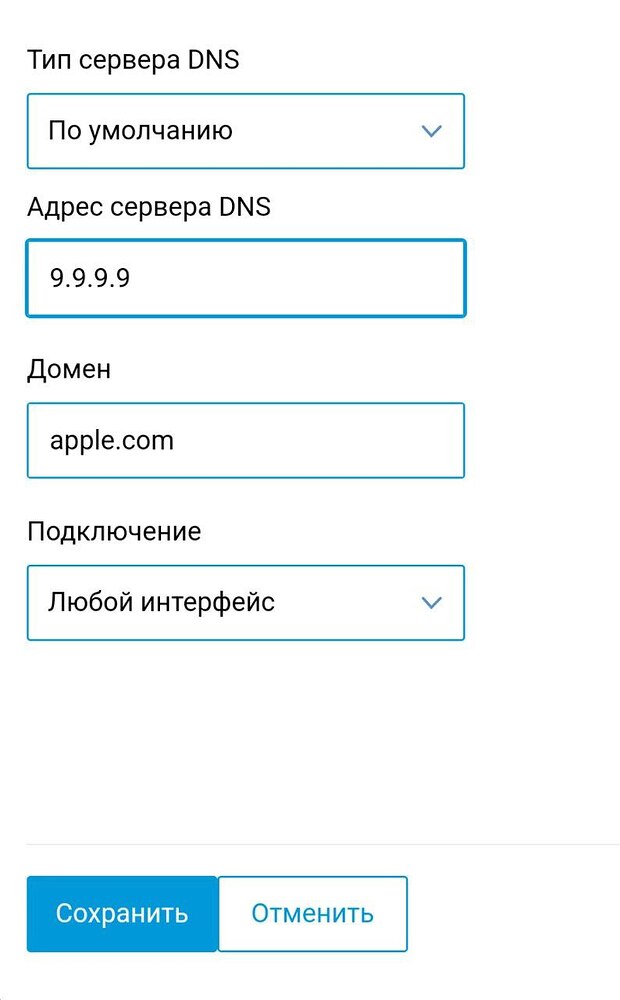 Тип сервера DNS
По умолчанию
Адрес сервера DNS
9.9.9.9
Домен
apple.com
Подключение
Любой интерфейс
Сохранить
Отменить